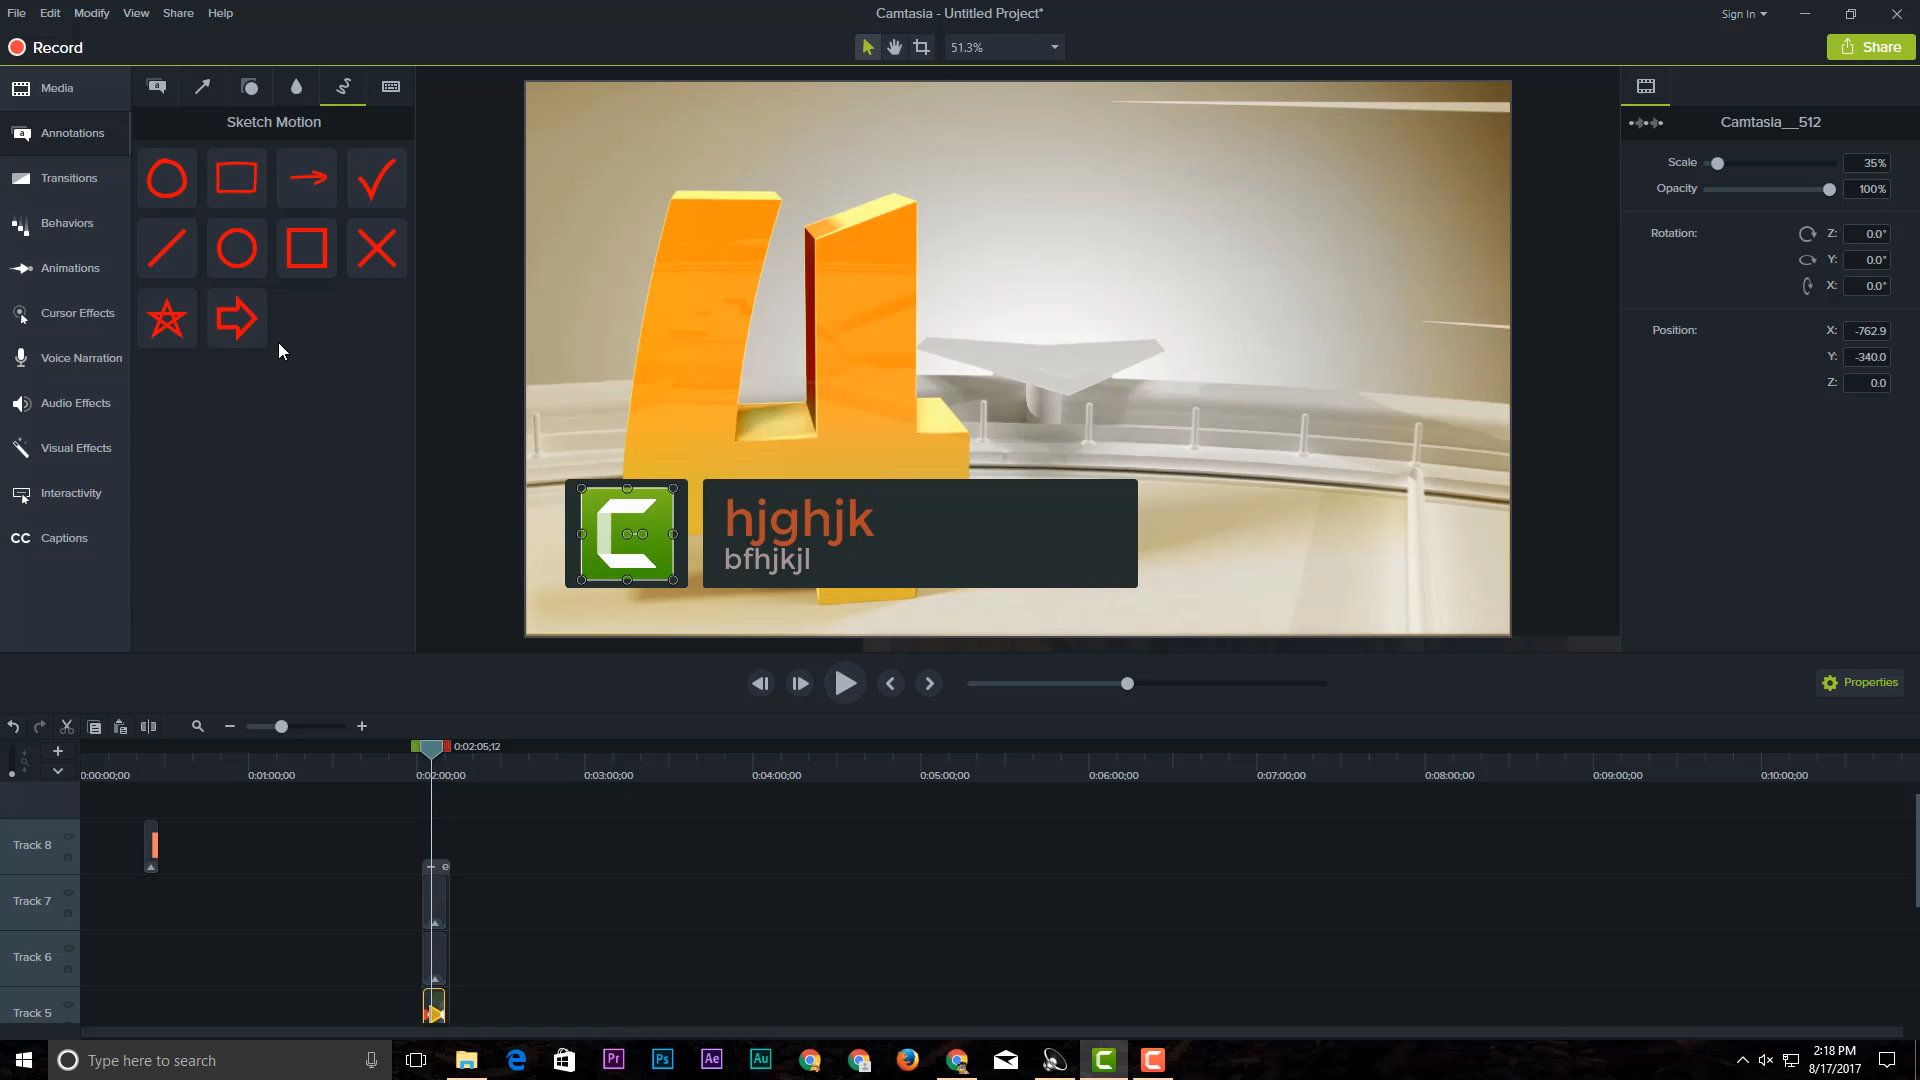 File Edit Modify View Share Help
Camtasia - Untitled Project*
Sign In
Record
51.3%
Share
Media
Annotations
Transitions
Behaviors
Animations
Cursor Effects
Voice Narration
Audio Effects
Visual Effects
Interactivity
CC Captions
a
Sketch Motion
hjghjk
bfhjkjl
Camtasia__512
Scale 35%
Opacity 100%
Rotation: Z: 0.0°
Y: 0.0°
X: 0.0°
Position: X: -762.9
Y: -340.0
Z: 0.0
Properties
0:02:05;12
0:00:00;00 0:01:00;00 0:02:00;00 0:03:00;00 0:04:00;00 0:05:00;00 0:06:00;00 0:07:00;00 0:08:00;00 0:09:00;00 0:10:00;00
Track 8
Track 7
Track 6
Track 5
Type here to search
Pr Ps Ae Au
2:18 PM
8/17/2017